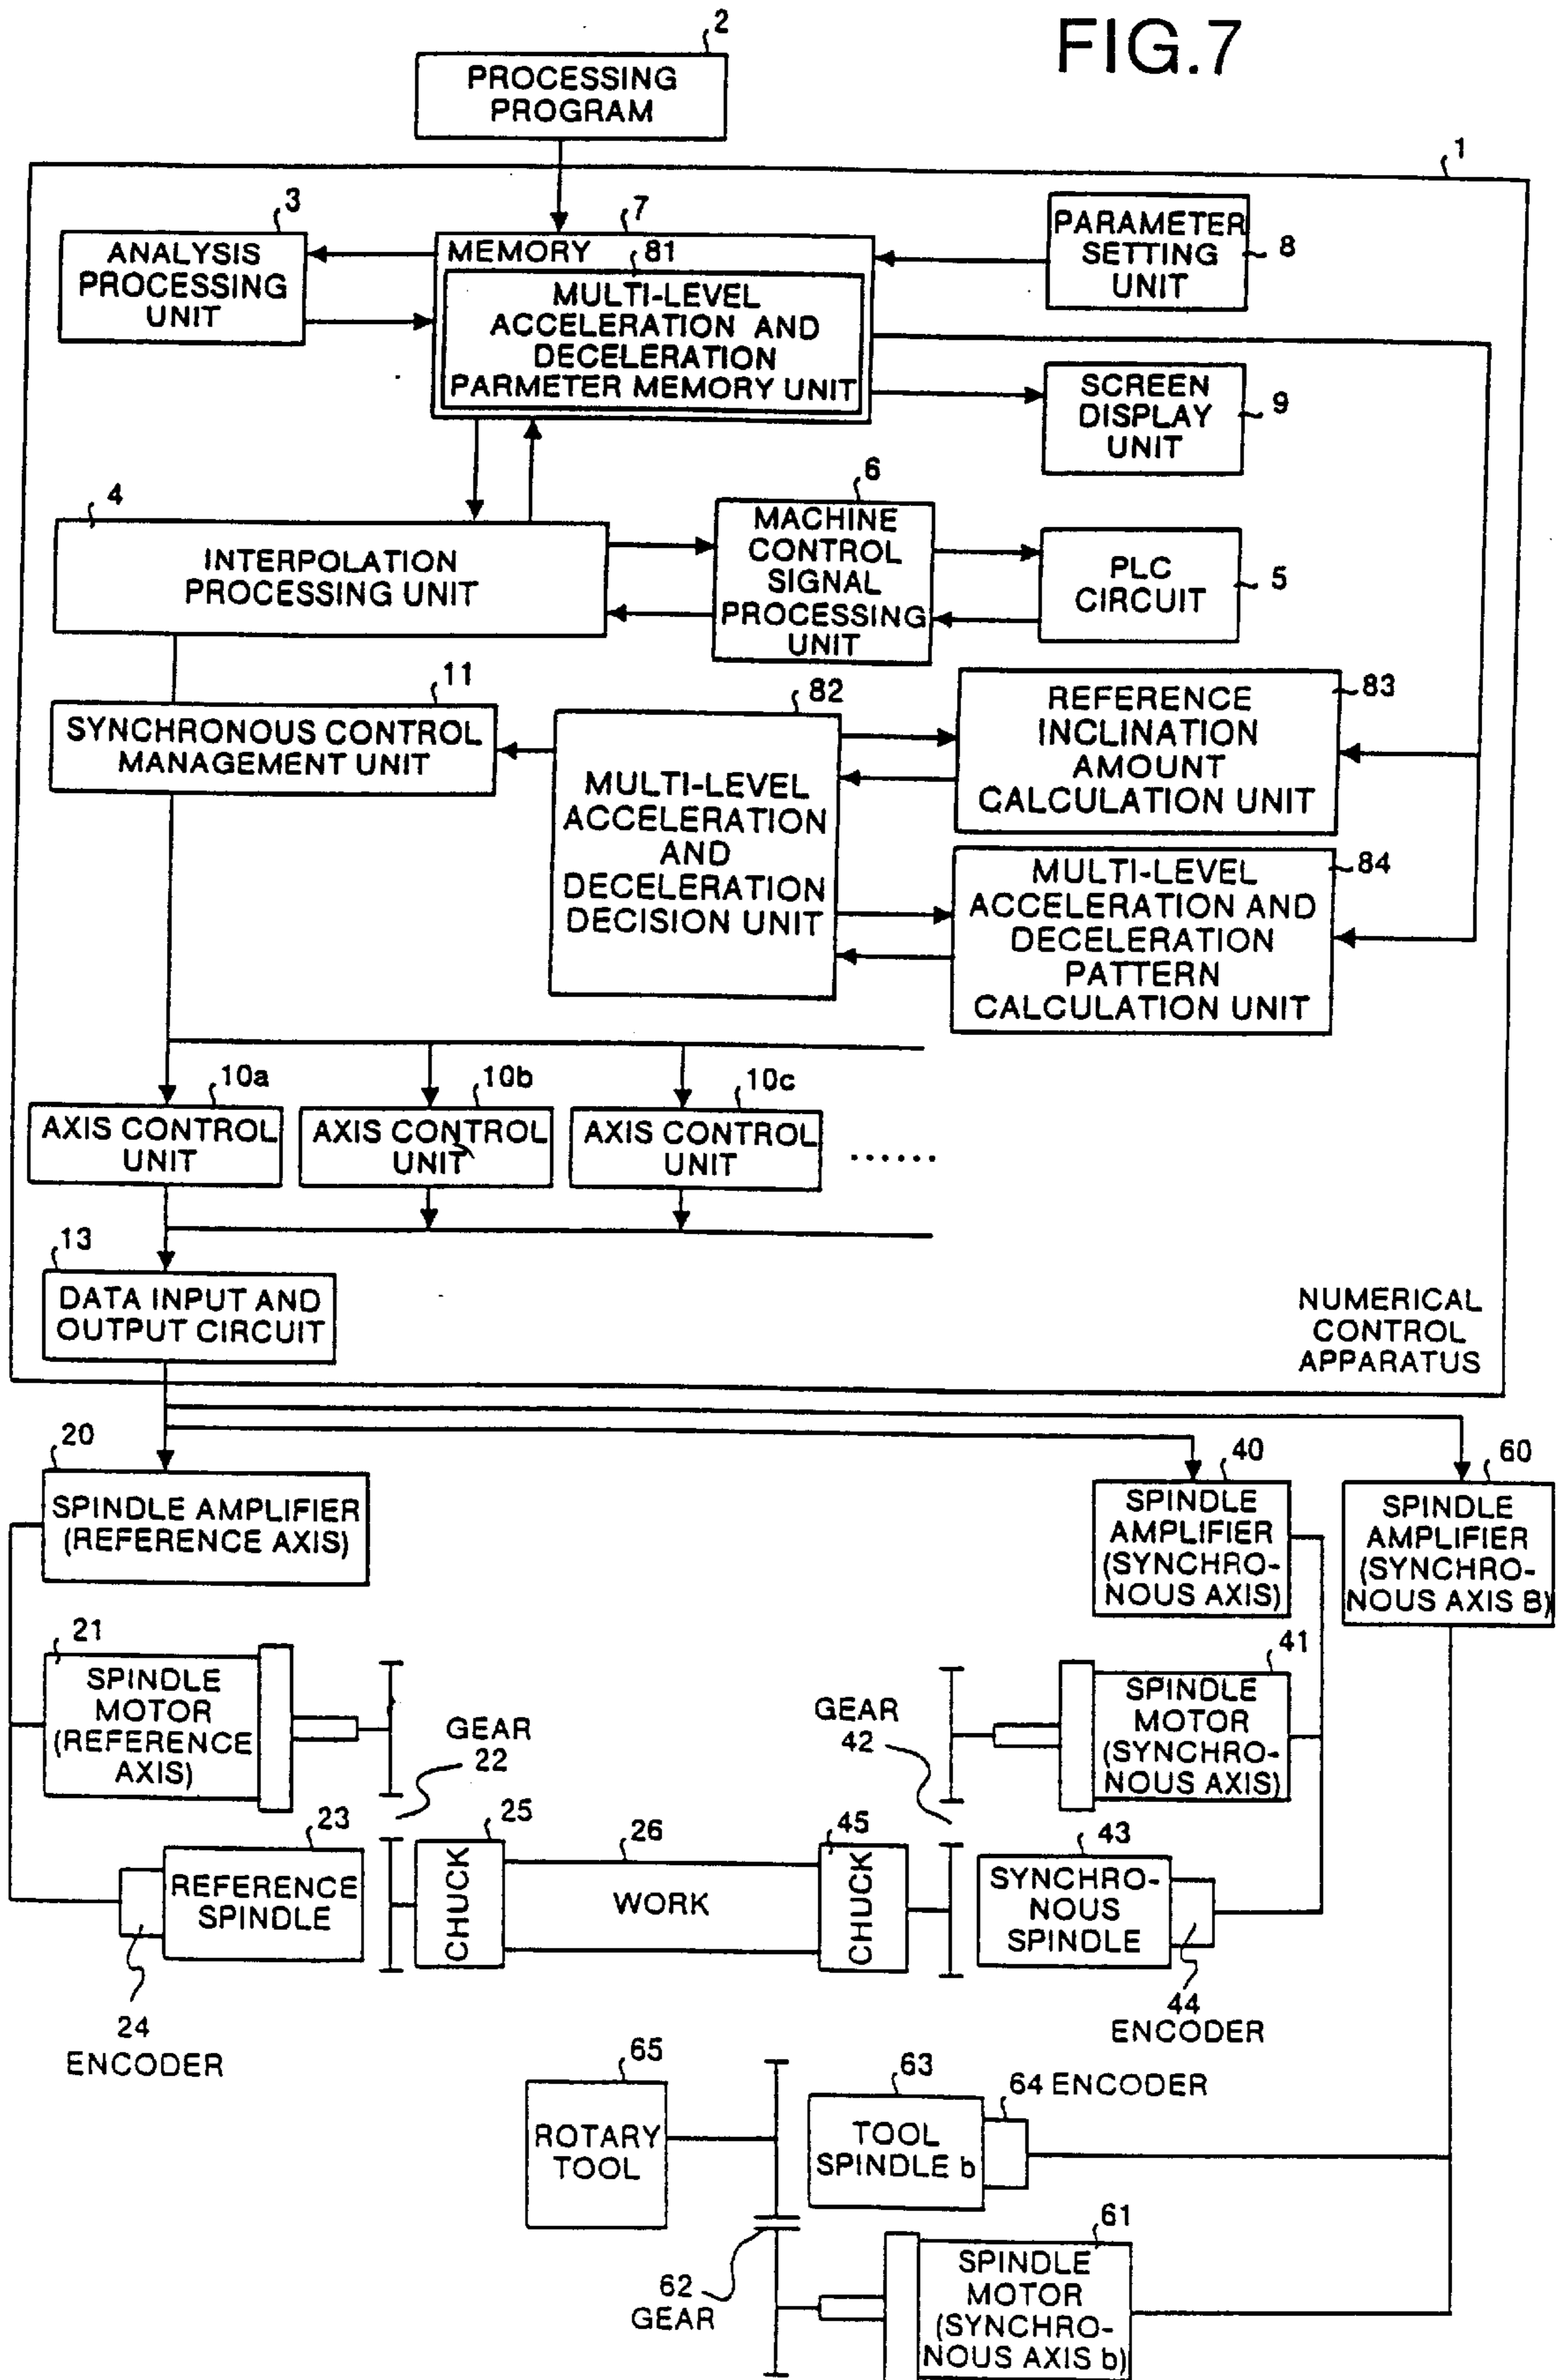 FIG.7
2
PROCESSING
PROGRAM
1
3
ANALYSIS
PROCESSING
UNIT
7
MEMORY
81
MULTI-LEVEL
ACCELERATION AND
DECELERATION
PARMETER MEMORY UNIT
PARAMETER
SETTING
UNIT
8
SCREEN
DISPLAY
UNIT
9
4
INTERPOLATION
PROCESSING UNIT
6
MACHINE
CONTROL
SIGNAL
PROCESSING
UNIT
PLC
CIRCUIT
5
11
SYNCHRONOUS CONTROL
MANAGEMENT UNIT
82
MULTI-LEVEL
ACCELERATION
AND
DECELERATION
DECISION UNIT
83
REFERENCE
INCLINATION
AMOUNT
CALCULATION UNIT
84
MULTI-LEVEL
ACCELERATION AND
DECELERATION
PATTERN
CALCULATION UNIT
10a
AXIS CONTROL
UNIT
10b
AXIS CONTROL
UNIT
10c
AXIS CONTROL
UNIT
......
13
DATA INPUT AND
OUTPUT CIRCUIT
NUMERICAL
CONTROL
APPARATUS
20
SPINDLE AMPLIFIER
(REFERENCE AXIS)
40
SPINDLE
AMPLIFIER
(SYNCHRO-
NOUS AXIS)
60
SPINDLE
AMPLIFIER
(SYNCHRO-
NOUS AXIS B)
21
SPINDLE
MOTOR
(REFERENCE
AXIS)
GEAR
22
GEAR
42
41
SPINDLE
MOTOR
(SYNCHRO-
NOUS AXIS)
23
REFERENCE
SPINDLE
25
CHUCK
26
WORK
45
CHUCK
43
SYNCHRO-
NOUS
SPINDLE
24
ENCODER
44
ENCODER
65
ROTARY
TOOL
63
TOOL
SPINDLE b
64 ENCODER
62
GEAR
61
SPINDLE
MOTOR
(SYNCHRO-
NOUS AXIS b)